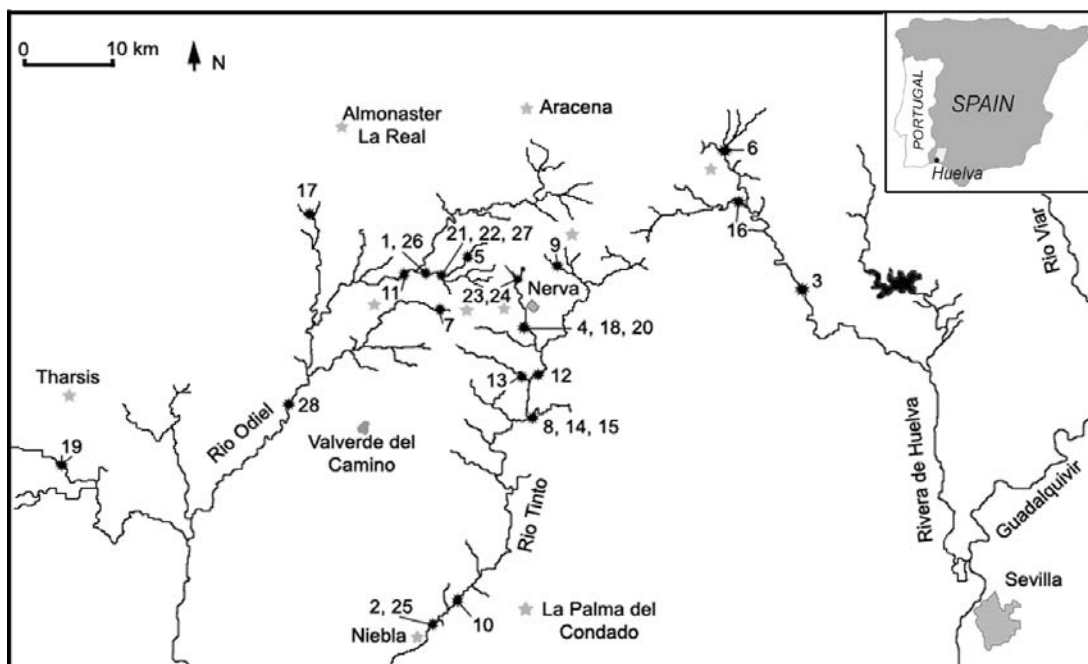 0 10 km
N
Almonaster
La Real
Aracena
SPAIN
PORTUGAL
Huelva
6
17
16
1, 26
21, 22, 27
5
9
Rio Viar
11
23,24
Nerva
3
7
4, 18, 20
Tharsis
13
12
28
8, 14, 15
Rio Odiel
Valverde del
Camino
19
Rio Tinto
Rivera de Huelva
Guadalquivir
Sevilla
2, 25
10
La Palma del
Condado
Niebla